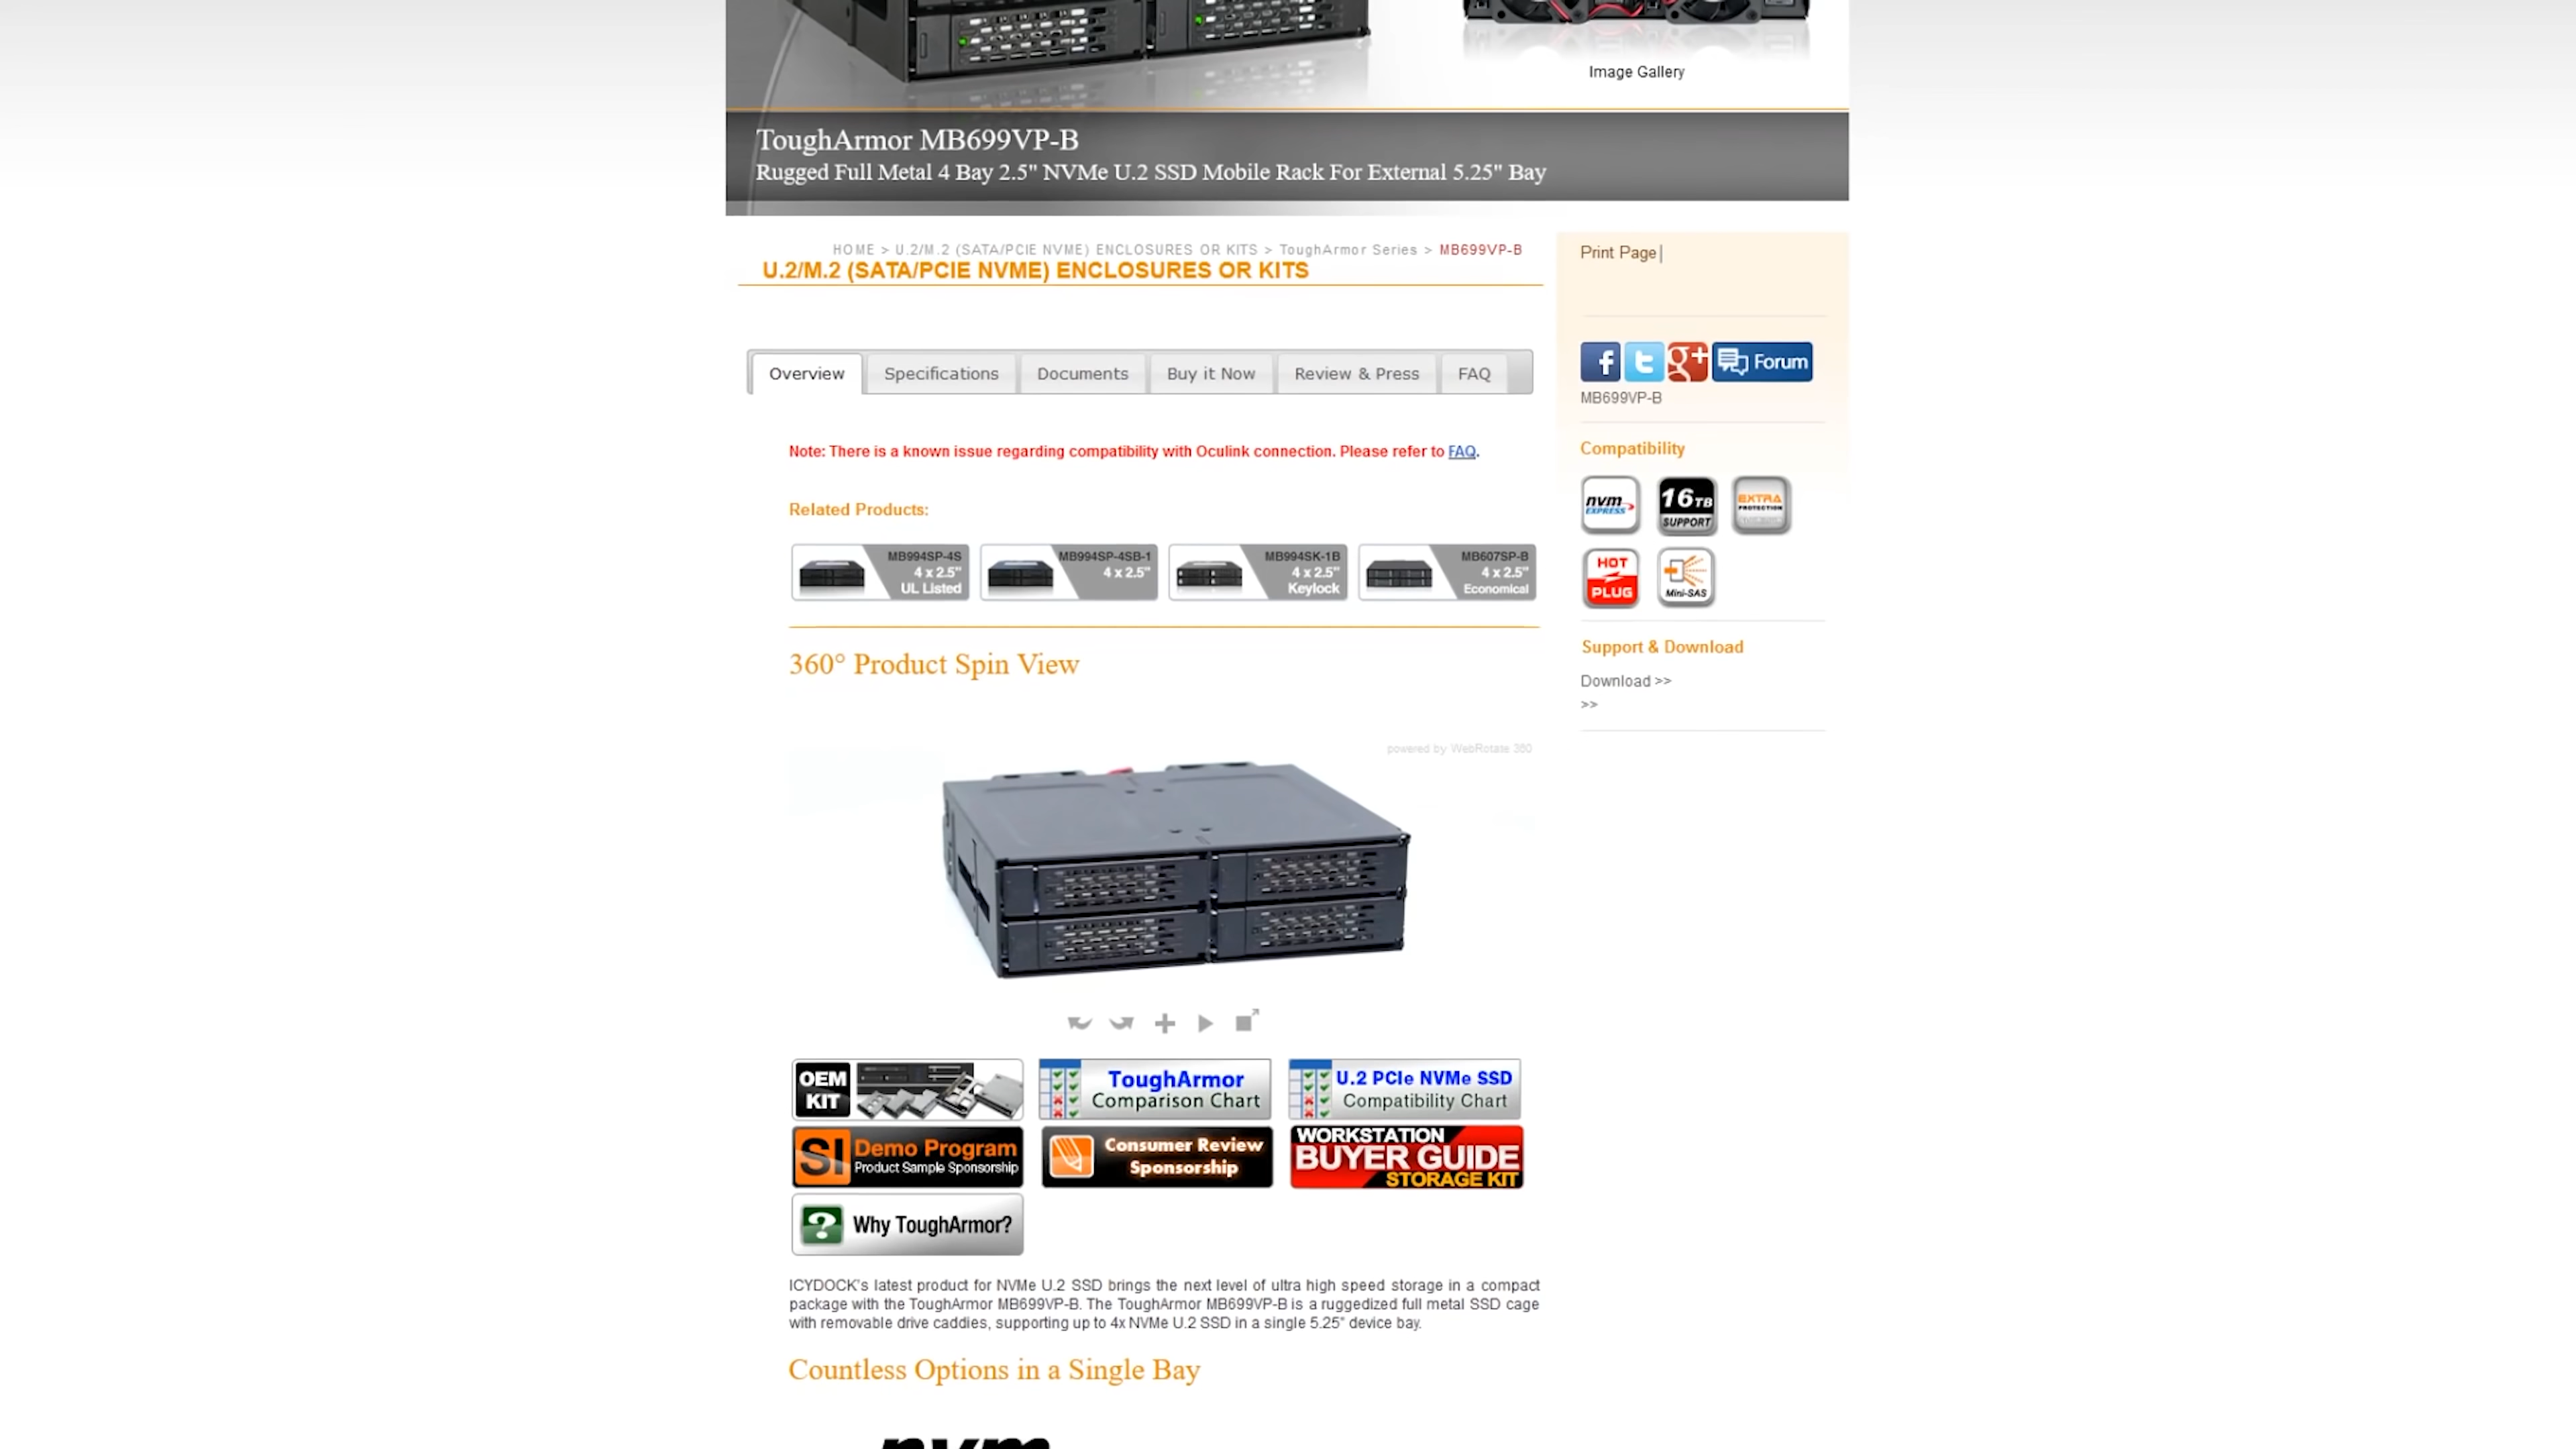 Image Gallery
ToughArmor MB699VP-B
Rugged Full Metal 4 Bay 2.5" NVMe U.2 SSD Mobile Rack For External 5.25" Bay
HOME > U.2/M.2 (SATA/PCIE NVME) ENCLOSURES OR KITS > ToughArmor Series > MB699VP-B
U.2/M.2 (SATA/PCIE NVME) ENCLOSURES OR KITS
Overview
Specifications
Documents
Buy it Now
Review & Press
FAQ
Note: There is a known issue regarding compatibility with Oculink connection. Please refer to FAQ.
Related Products:
MB994SP-4S
4 x 2.5"
UL Listed
MB994SP-4SB-1
4 x 2.5"
MB994SK-1B
4 x 2.5"
Keylock
MB607SP-B
4 x 2.5"
Economical
360° Product Spin View
powered by WebRotate 360
OEM
KIT
ToughArmor
Comparison Chart
U.2 PCIe NVMe SSD
Compatibility Chart
SI
Demo Program
Product Sample Sponsorship
Consumer Review
Sponsorship
WORKSTATION
BUYER GUIDE
STORAGE KIT
?
Why ToughArmor?
ICYDOCK's latest product for NVMe U.2 SSD brings the next level of ultra high speed storage in a compact
package with the ToughArmor MB699VP-B. The ToughArmor MB699VP-B is a ruggedized full metal SSD cage
with removable drive caddies, supporting up to 4x NVMe U.2 SSD in a single 5.25" device bay.
Countless Options in a Single Bay
nvm
Print Page|
f
t
g+
Forum
MB699VP-B
Compatibility
nvm
EXPRESS
16TB
SUPPORT
EXTRA
PROTECTION
HOT
PLUG
Mini-SAS
Support & Download
Download >>
>>